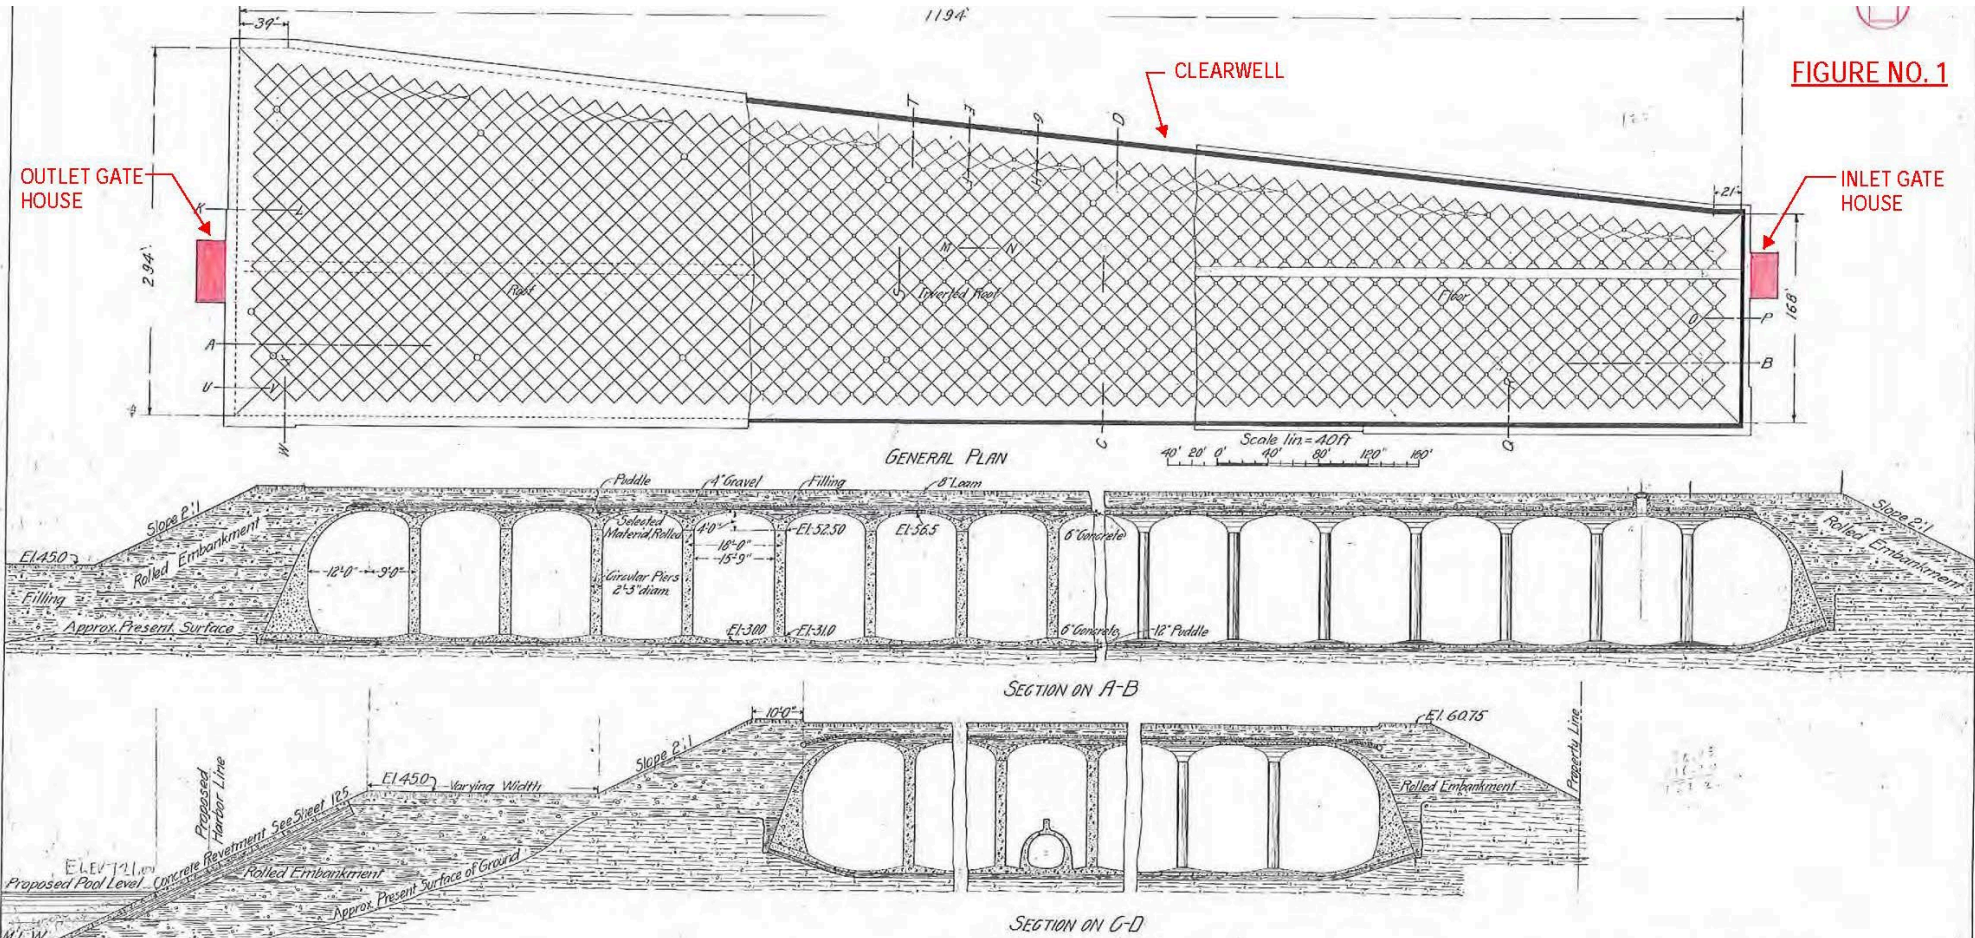 1194'
39'
FIGURE NO. 1
CLEARWELL
T
E
G
D
OUTLET GATE
HOUSE
INLET GATE
HOUSE
21'
K
L
M
N
294'
Roof
J
Inverted Roof
Floor
168'
O
P
A
X
B
U
V
R
W
C
Q
GENERAL PLAN
Scale 1in = 40ft
40' 20' 0' 40' 80' 120' 160'
Slope 2:1
Rolled Embankment
El.45.0
Filling
Approx. Present Surface
Puddle
4" Gravel
Filling
8" Loam
Selected
Material, Rolled
4'0"
El.52.50
El.56.5
6" Concrete
18'-0"
15'-9"
12'-0"
9'-0"
Circular Piers
2'-3" diam.
El.30.0
El.31.0
6" Concrete
12" Puddle
Slope 2:1
Rolled Embankment
SECTION ON A-B
10'-0"
El. 60.75
Slope 2:1
Property Line
Proposed
Harbor Line
El.45.0
Varying Width
Rolled Embankment
Concrete Revetment See Sheet 125
Proposed Pool Level
Rolled Embankment
Approx. Present Surface of Ground
M.L.W.
SECTION ON C-D